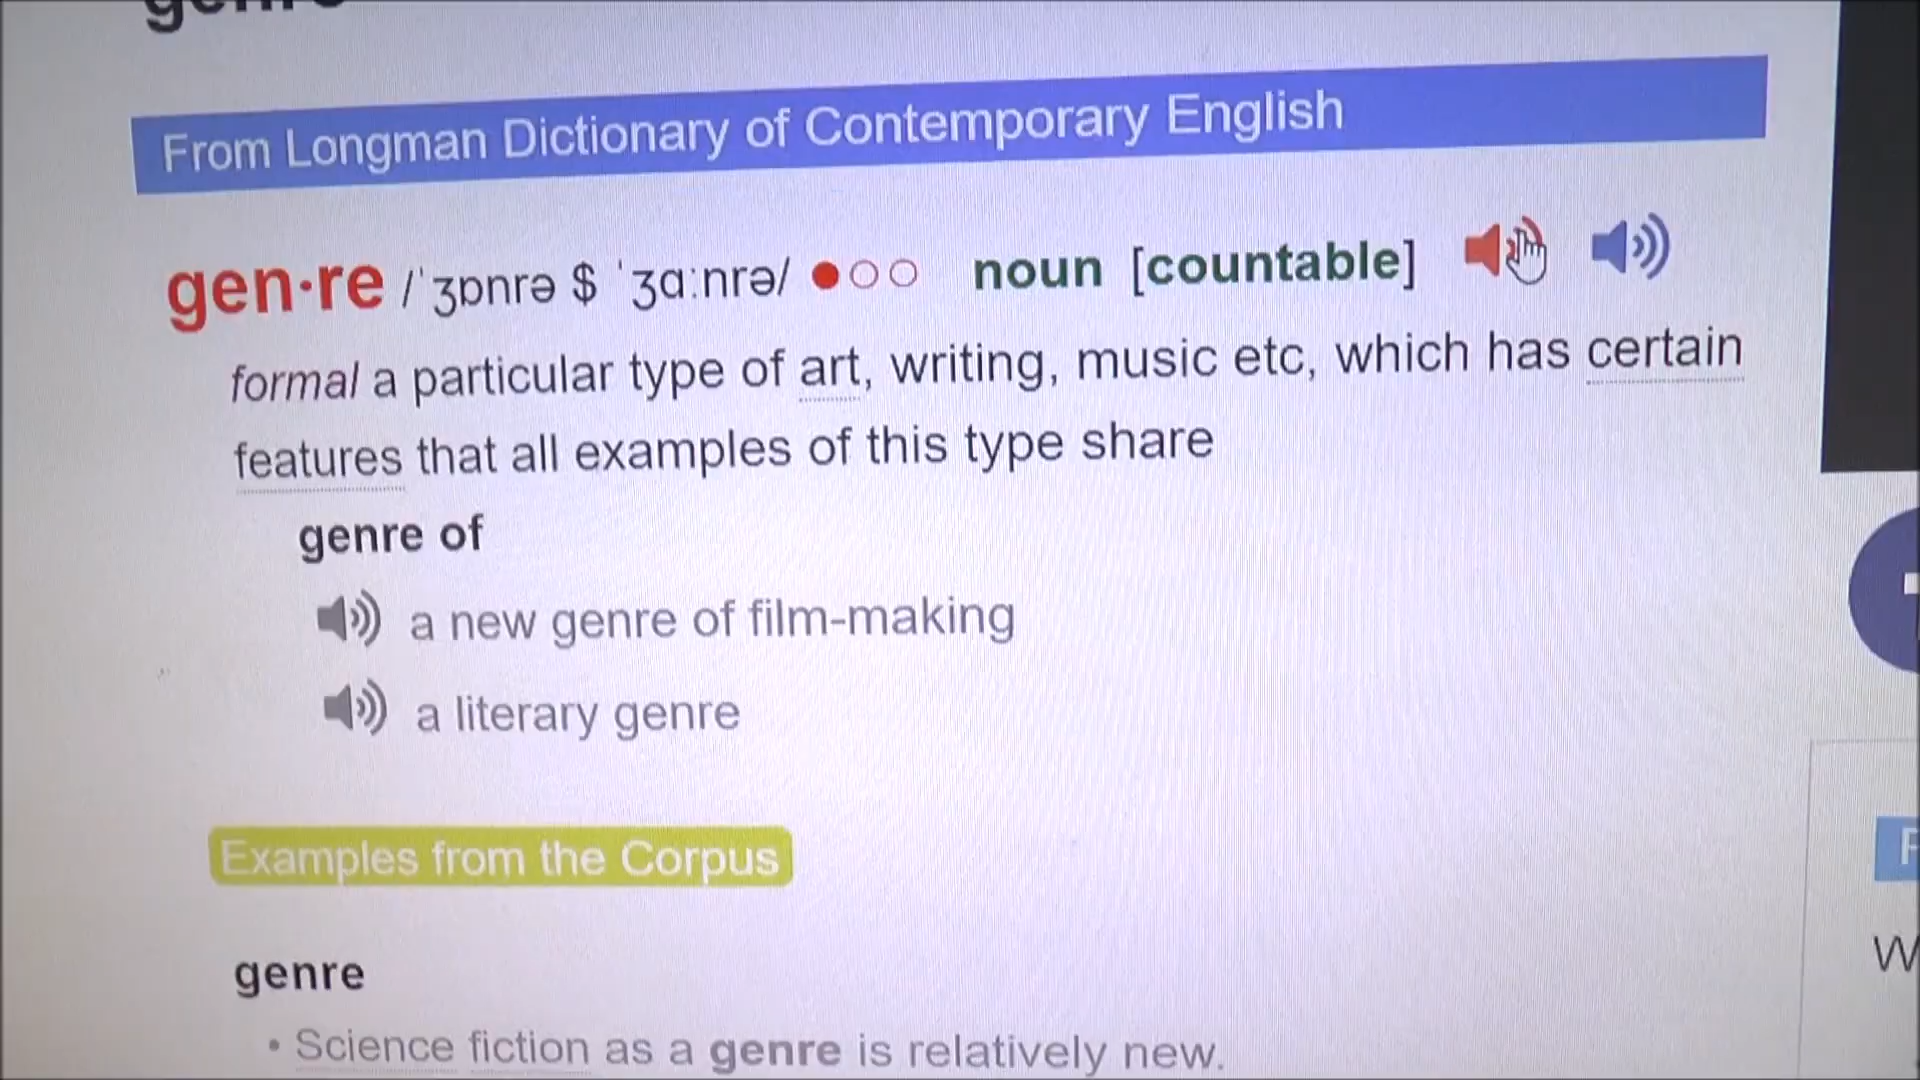 genre
From Longman Dictionary of Contemporary English
gen·re /ˈʒɒnrə $ ˈʒɑːnrə/ ●○○ noun [countable]
formal a particular type of art, writing, music etc, which has certain
features that all examples of this type share
genre of
a new genre of film-making
a literary genre
Examples from the Corpus
genre
• Science fiction as a genre is relatively new.